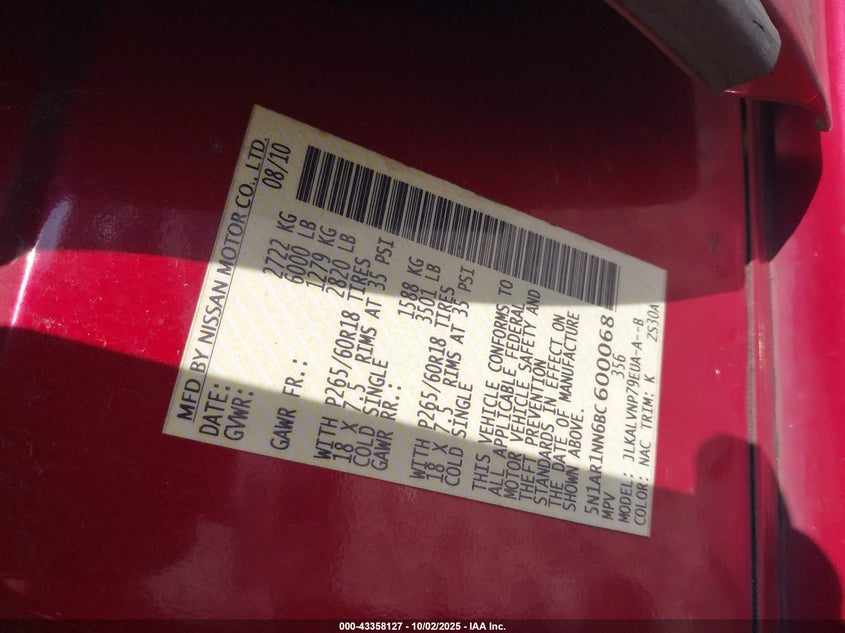 MFD BY NISSAN MOTOR CO., LTD.
DATE: 08/10
GVWR: 2722 KG
6000 LB
GAWR FR.: 1279 KG
2820 LB
WITH P265/60R18 TIRES
18 X 7.5 RIMS AT 35 PSI
COLD SINGLE
GAWR RR.: 1588 KG
3501 LB
WITH P265/60R18 TIRES
18 X 7.5 RIMS AT 35 PSI
COLD SINGLE
THIS VEHICLE CONFORMS TO
ALL APPLICABLE FEDERAL
MOTOR VEHICLE SAFETY AND
THEFT PREVENTION
STANDARDS IN EFFECT ON
THE DATE OF MANUFACTURE
SHOWN ABOVE.
5N1AR1NN6BC600068
MPV 356
MODEL: JLKALVNP79EUA-A--B
COLOR: NAC TRIM: K ZS30A
000-43358127 - 10/02/2025 - IAA Inc.